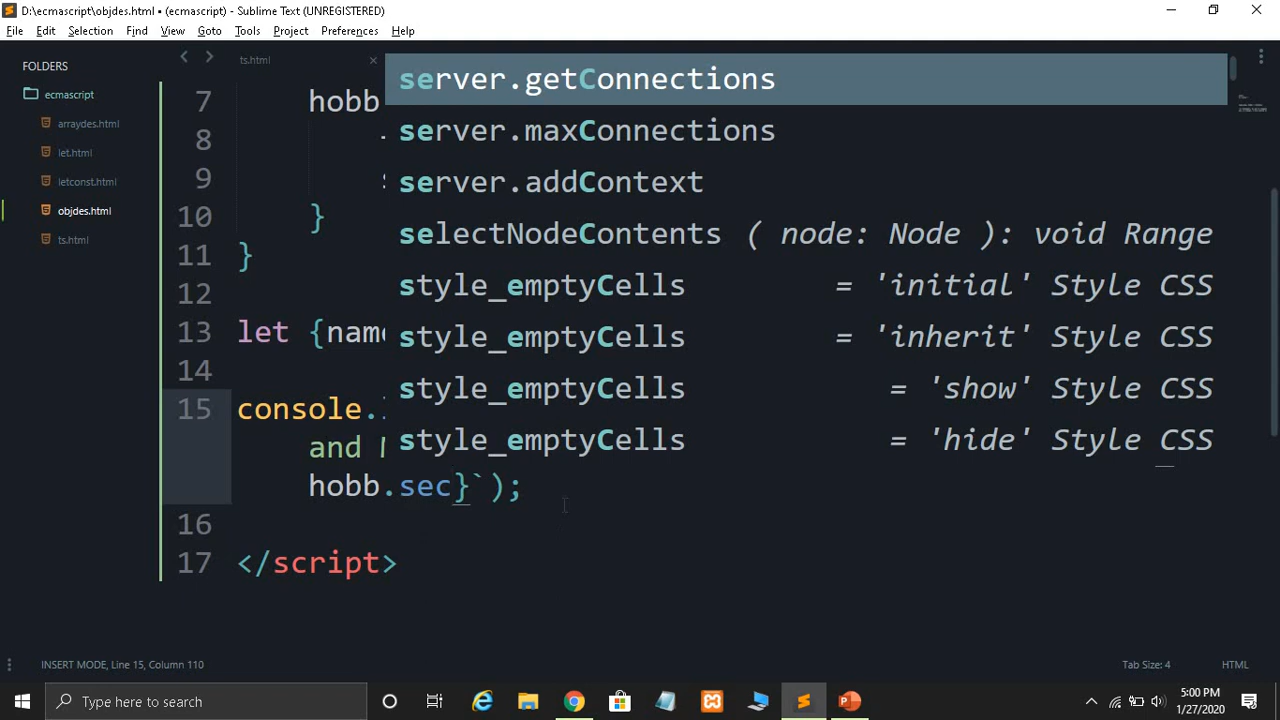 D:\ecmascript\objdes.html • (ecmascript) - Sublime Text (UNREGISTERED)
File Edit Selection Find View Goto Tools Project Preferences Help
FOLDERS
ecmascript
arraydes.html
let.html
letconst.html
objdes.html
ts.html
ts.html
7 hobb
8
9
10 }
11 }
12
13 let {name
14
15 console.
and
hobb.sec}`);
16
17 </script>
server.getConnections
server.maxConnections
server.addContext
selectNodeContents ( node: Node ): void Range
style_emptyCells = 'initial' Style CSS
style_emptyCells = 'inherit' Style CSS
style_emptyCells = 'show' Style CSS
style_emptyCells = 'hide' Style CSS
INSERT MODE, Line 15, Column 110
Tab Size: 4
HTML
Type here to search
5:00 PM
1/27/2020